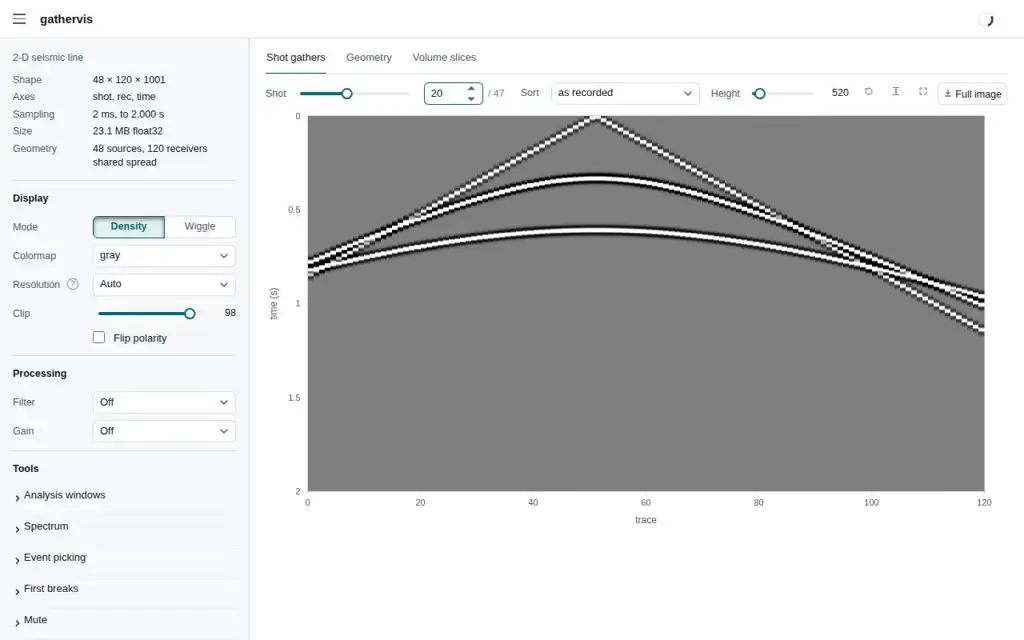 gathervis
2-D seismic line
Shape 48 × 120 × 1001
Axes shot, rec, time
Sampling 2 ms, to 2.000 s
Size 23.1 MB float32
Geometry 48 sources, 120 receivers
shared spread
Display
Mode Density Wiggle
Colormap gray
Resolution ? Auto
Clip 98
Flip polarity
Processing
Filter Off
Gain Off
Tools
Analysis windows
Spectrum
Event picking
First breaks
Mute
Shot gathers Geometry Volume slices
Shot 20 / 47 Sort as recorded Height 520 Full image
0
0.5
1
1.5
2
time (s)
0 20 40 60 80 100 120
trace